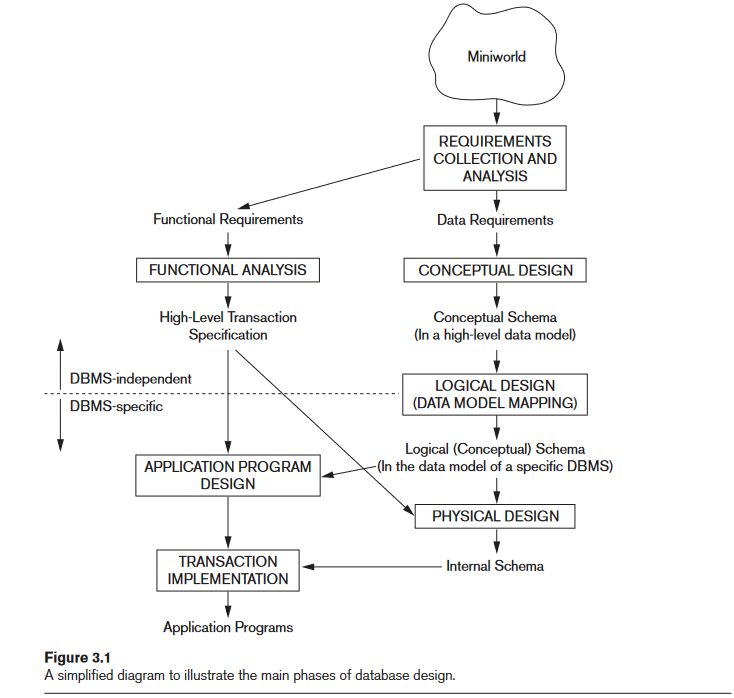 Miniworld
REQUIREMENTS
COLLECTION AND
ANALYSIS
Functional Requirements
Data Requirements
FUNCTIONAL ANALYSIS
CONCEPTUAL DESIGN
High-Level Transaction
Specification
Conceptual Schema
(In a high-level data model)
DBMS-independent
LOGICAL DESIGN
(DATA MODEL MAPPING)
DBMS-specific
Logical (Conceptual) Schema
(In the data model of a specific DBMS)
APPLICATION PROGRAM
DESIGN
PHYSICAL DESIGN
TRANSACTION
IMPLEMENTATION
Internal Schema
Application Programs
Figure 3.1
A simplified diagram to illustrate the main phases of database design.